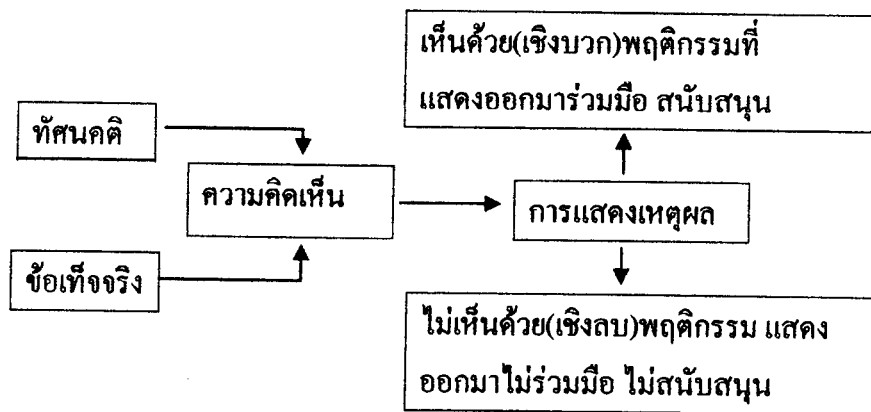 เห็นด้วย(เชิงบวก)พฤติกรรมที่
แสดงออกมาร่วมมือ สนับสนุน
ทัศนคติ
ความคิดเห็น
การแสดงเหตุผล
ข้อเท็จจริง
ไม่เห็นด้วย(เชิงลบ)พฤติกรรม แสดง
ออกมาไม่ร่วมมือ ไม่สนับสนุน